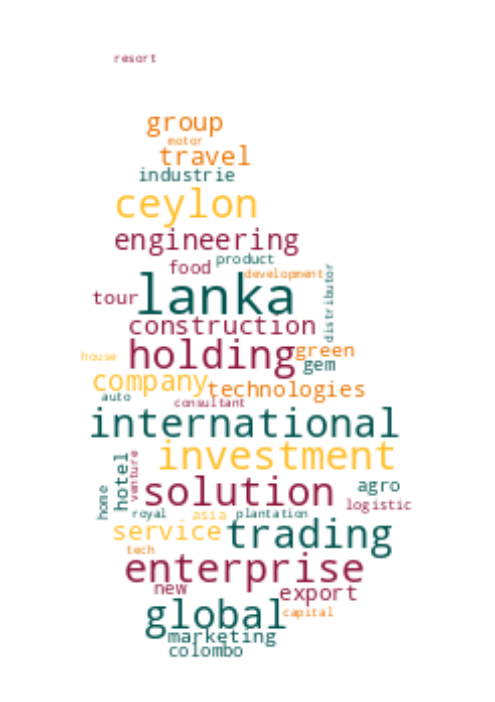 resort
group
motor
travel
industrie
ceylon
engineering
product
food
development
distributor
lanka
tour
construction
holding
green
house
gem
company
technologies
auto
consultant
international
investment
hotel
venture
solution
agro
home
logistic
royal
asia
plantation
service
trading
tech
enterprise
new
export
global
capital
marketing
colombo